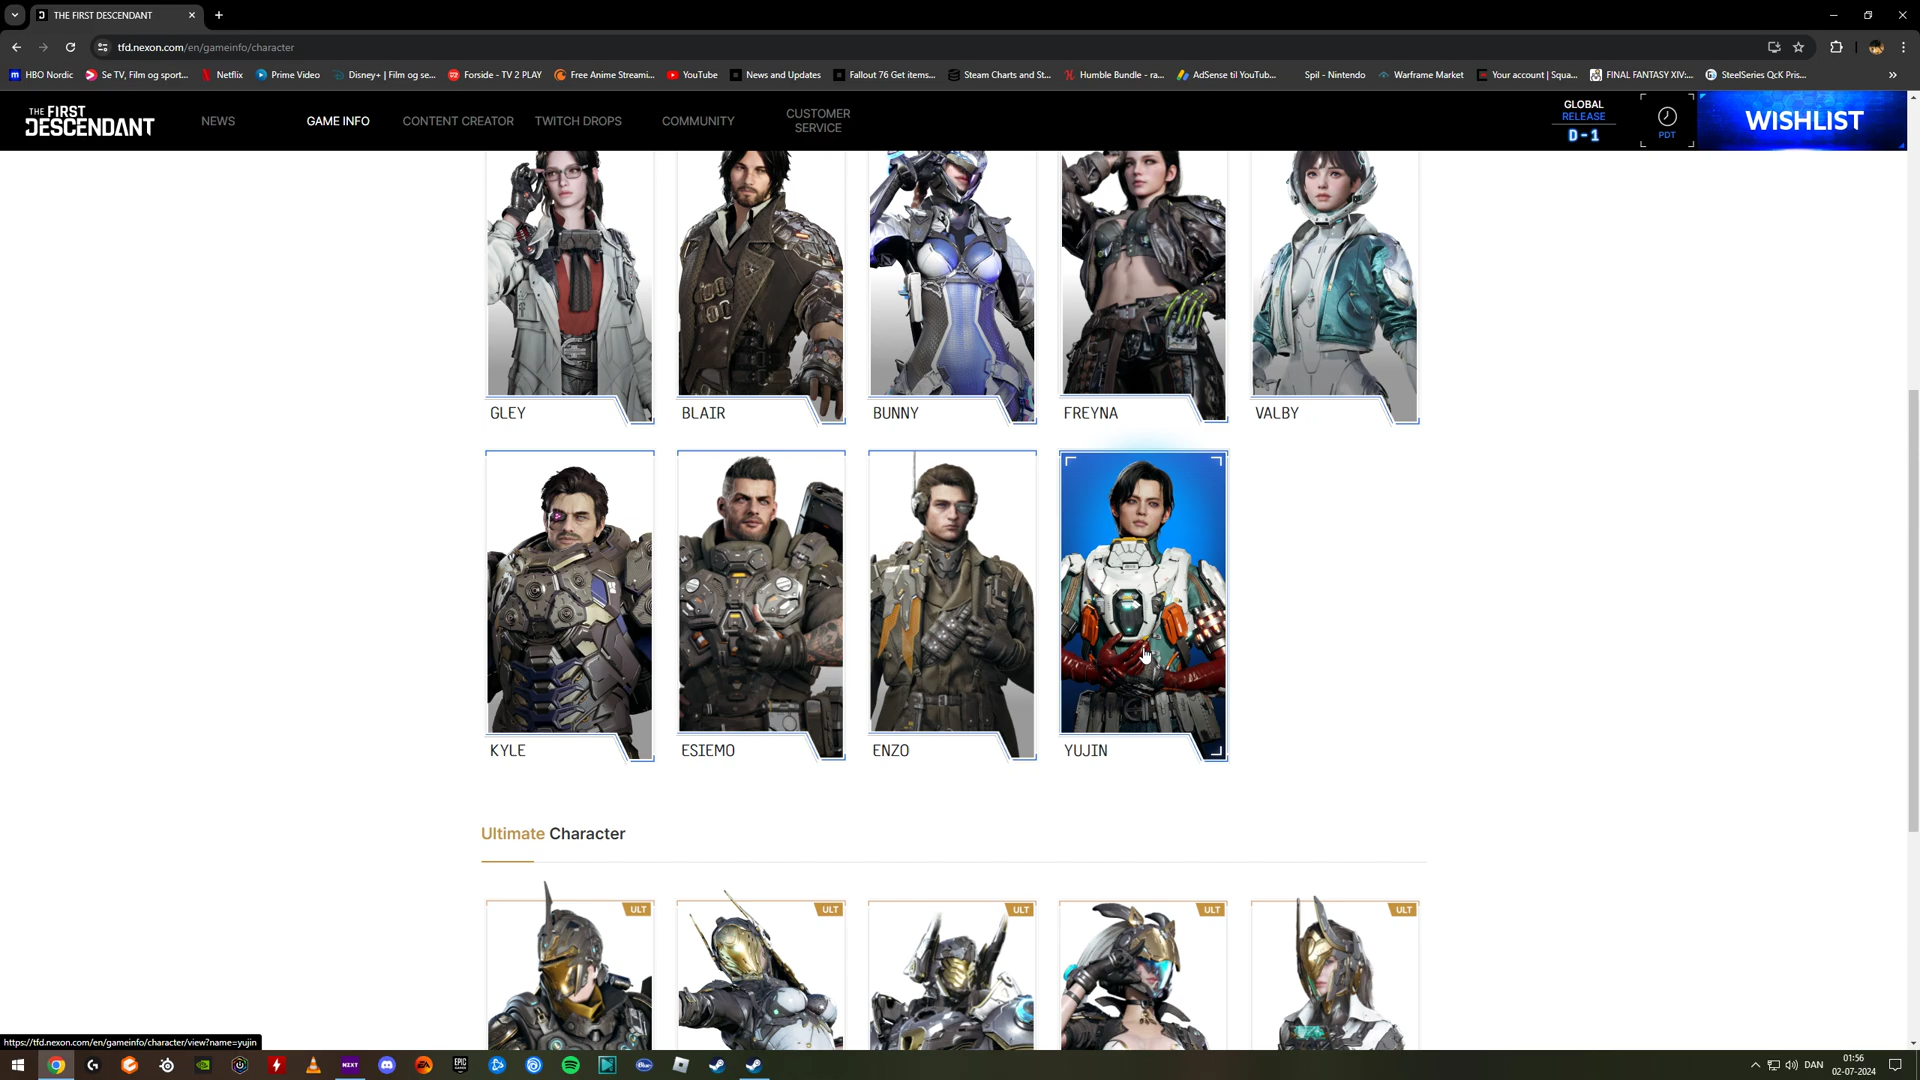 THE FIRST DESCENDANT
tfd.nexon.com/en/gameinfo/character
HBO Nordic
Se TV, Film og sport...
Netflix
Prime Video
Disney+ | Film og se...
Forside - TV 2 PLAY
Free Anime Streami...
YouTube
News and Updates
Fallout 76 Get items...
Steam Charts and St...
Humble Bundle - ra...
AdSense til YouTub...
Spil - Nintendo
Warframe Market
Your account | Squa...
FINAL FANTASY XIV:...
SteelSeries QcK Pris...
THE FIRST
DESCENDANT
NEWS
GAME INFO
CONTENT CREATOR
TWITCH DROPS
COMMUNITY
CUSTOMER
SERVICE
GLOBAL
RELEASE
D-1
PDT
WISHLIST
GLEY
BLAIR
BUNNY
FREYNA
VALBY
KYLE
ESIEMO
ENZO
YUJIN
Ultimate Character
ULT
ULT
ULT
ULT
ULT
https://tfd.nexon.com/en/gameinfo/character/view?name=yujin
NEXT
EPIC
GAMES
DAN
01:56
02-07-2024